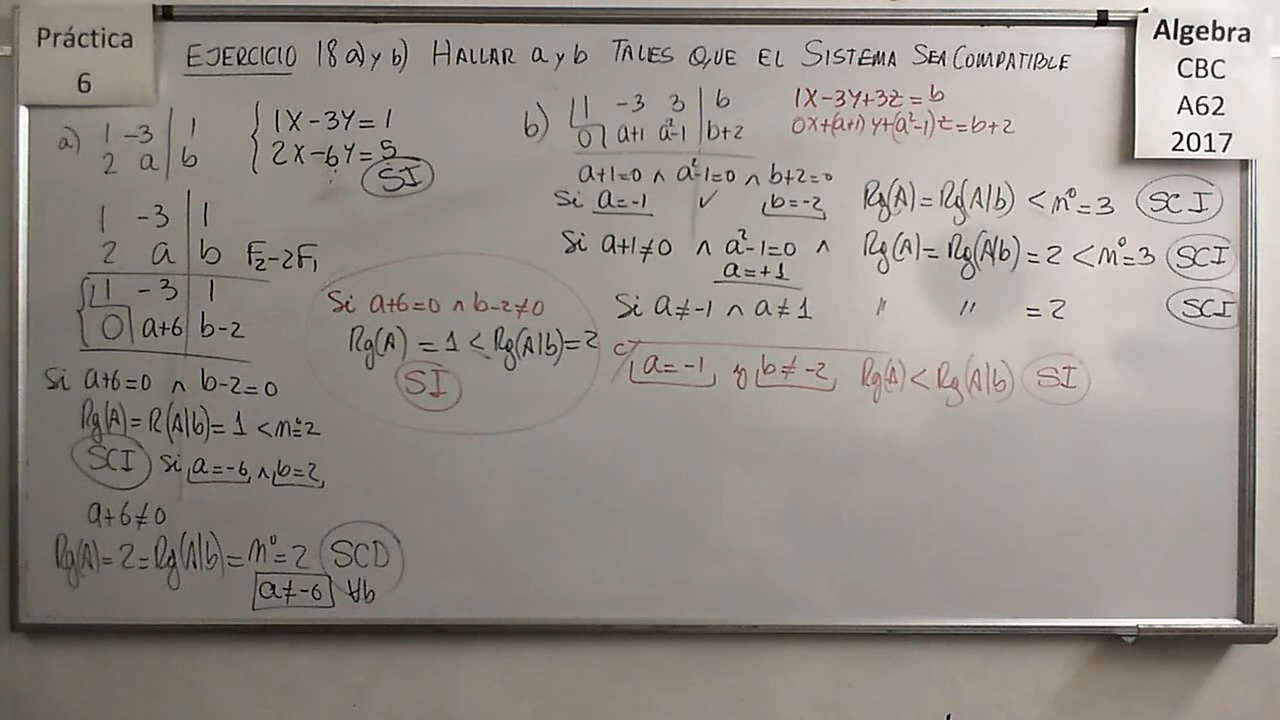 Práctica
6
EJERCICIO 18 a) y b) HALLAR a y b TALES QUE EL SISTEMA SEA COMPATIBLE
Algebra
CBC
A62
2017
a) 1 -3 | 1
2 a | b
{ 1X-3Y=1
2X-6Y=5
SI
1 -3 | 1
2 a | b F₂-2F₁
1 -3 | 1
0 a+6 | b-2
Si a+6=0 ∧ b-2=0
Rg(A)=R(A|b)=1<nº=2
SCI Si a=-6 ∧ b=2
a+6≠0
Rg(A)=2=Rg(A|b)=nº=2 SCD
a≠-6 ∀b
Si a+6=0 ∧ b-2≠0
Rg(A)=1<Rg(A|b)=2
SI
b) 1 -3 3 | b
0 a+1 a²-1 | b+2
1X-3Y+3Z=b
0X+(a+1)Y+(a²-1)Z=b+2
a+1=0 ∧ a²-1=0 ∧ b+2=0
Si a=-1 ✓ b=-2 Rg(A)=Rg(A|b)<nº=3 SCI
Si a+1≠0 ∧ a²-1=0 ∧ Rg(A)=Rg(A|b)=2<nº=3 SCI
a=+1
Si a≠-1 ∧ a≠1 " " =2 SCI
a=-1 y b≠-2 Rg(A)<Rg(A|b) SI